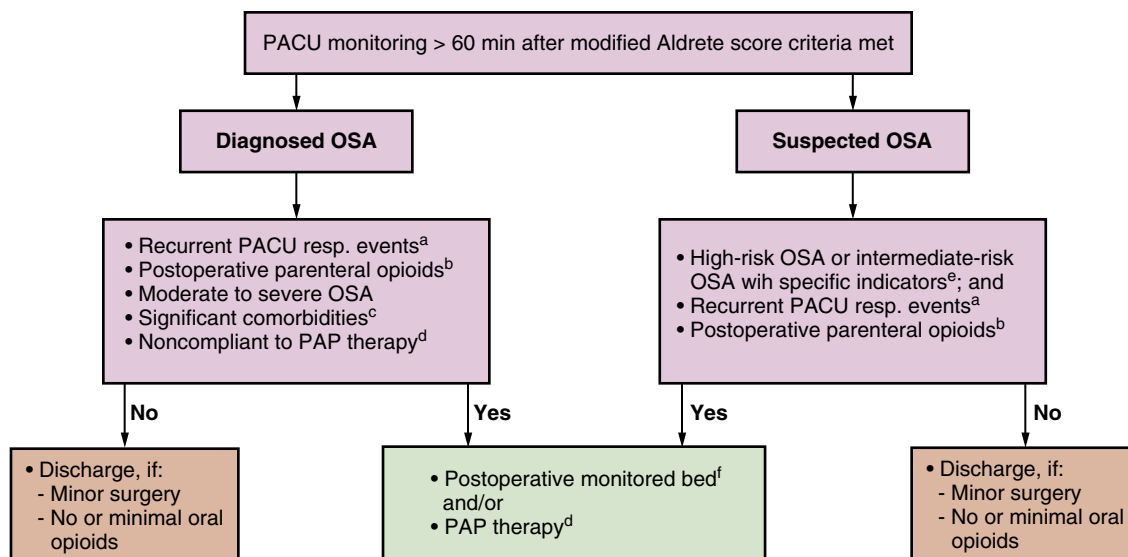 PACU monitoring > 60 min after modified Aldrete score criteria met
Diagnosed OSA
Suspected OSA
• Recurrent PACU resp. eventsᵃ
• Postoperative parenteral opioidsᵇ
• Moderate to severe OSA
• Significant comorbiditiesᶜ
• Noncompliant to PAP therapyᵈ
• High-risk OSA or intermediate-risk
OSA wih specific indicatorsᵉ; and
• Recurrent PACU resp. eventsᵃ
• Postoperative parenteral opioidsᵇ
No
Yes
Yes
No
• Discharge, if:
- Minor surgery
- No or minimal oral
opioids
• Postoperative monitored bedᶠ
and/or
• PAP therapyᵈ
• Discharge, if:
- Minor surgery
- No or minimal oral
opioids